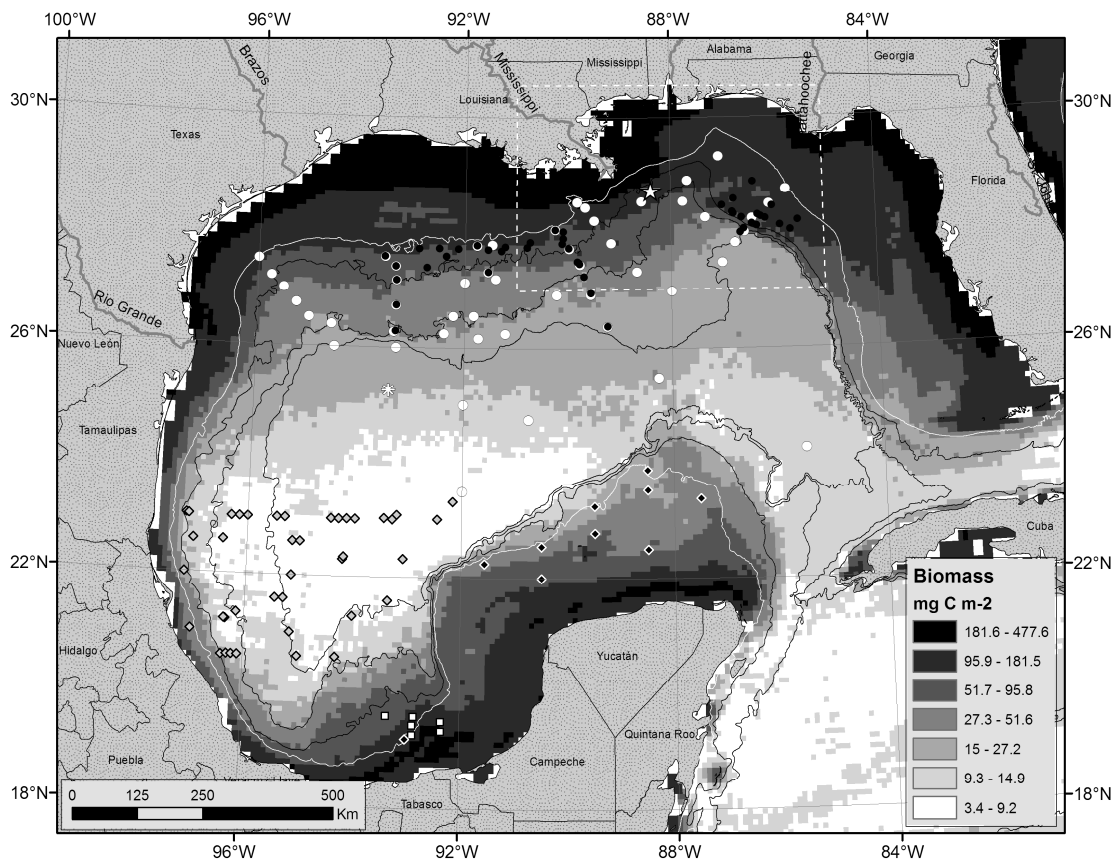 100°W 96°W 92°W 88°W 84°W
Alabama
Georgia
Brazos
Mississippi
Mississippi
30°N
Louisiana
30°N
Texas
Florida
Rio Grande
26°N
26°N
Nuevo León
Tamaulipas
Cuba
22°N
22°N
Biomass
mg C m-2
181.6 - 477.6
95.9 - 181.5
51.7 - 95.8
27.3 - 51.6
15 - 27.2
9.3 - 14.9
3.4 - 9.2
Hidalgo
Yucatán
Quintana Roo
Puebla
Campeche
18°N
18°N
0 125 250 500
Km
Tabasco
96°W 92°W 88°W 84°W